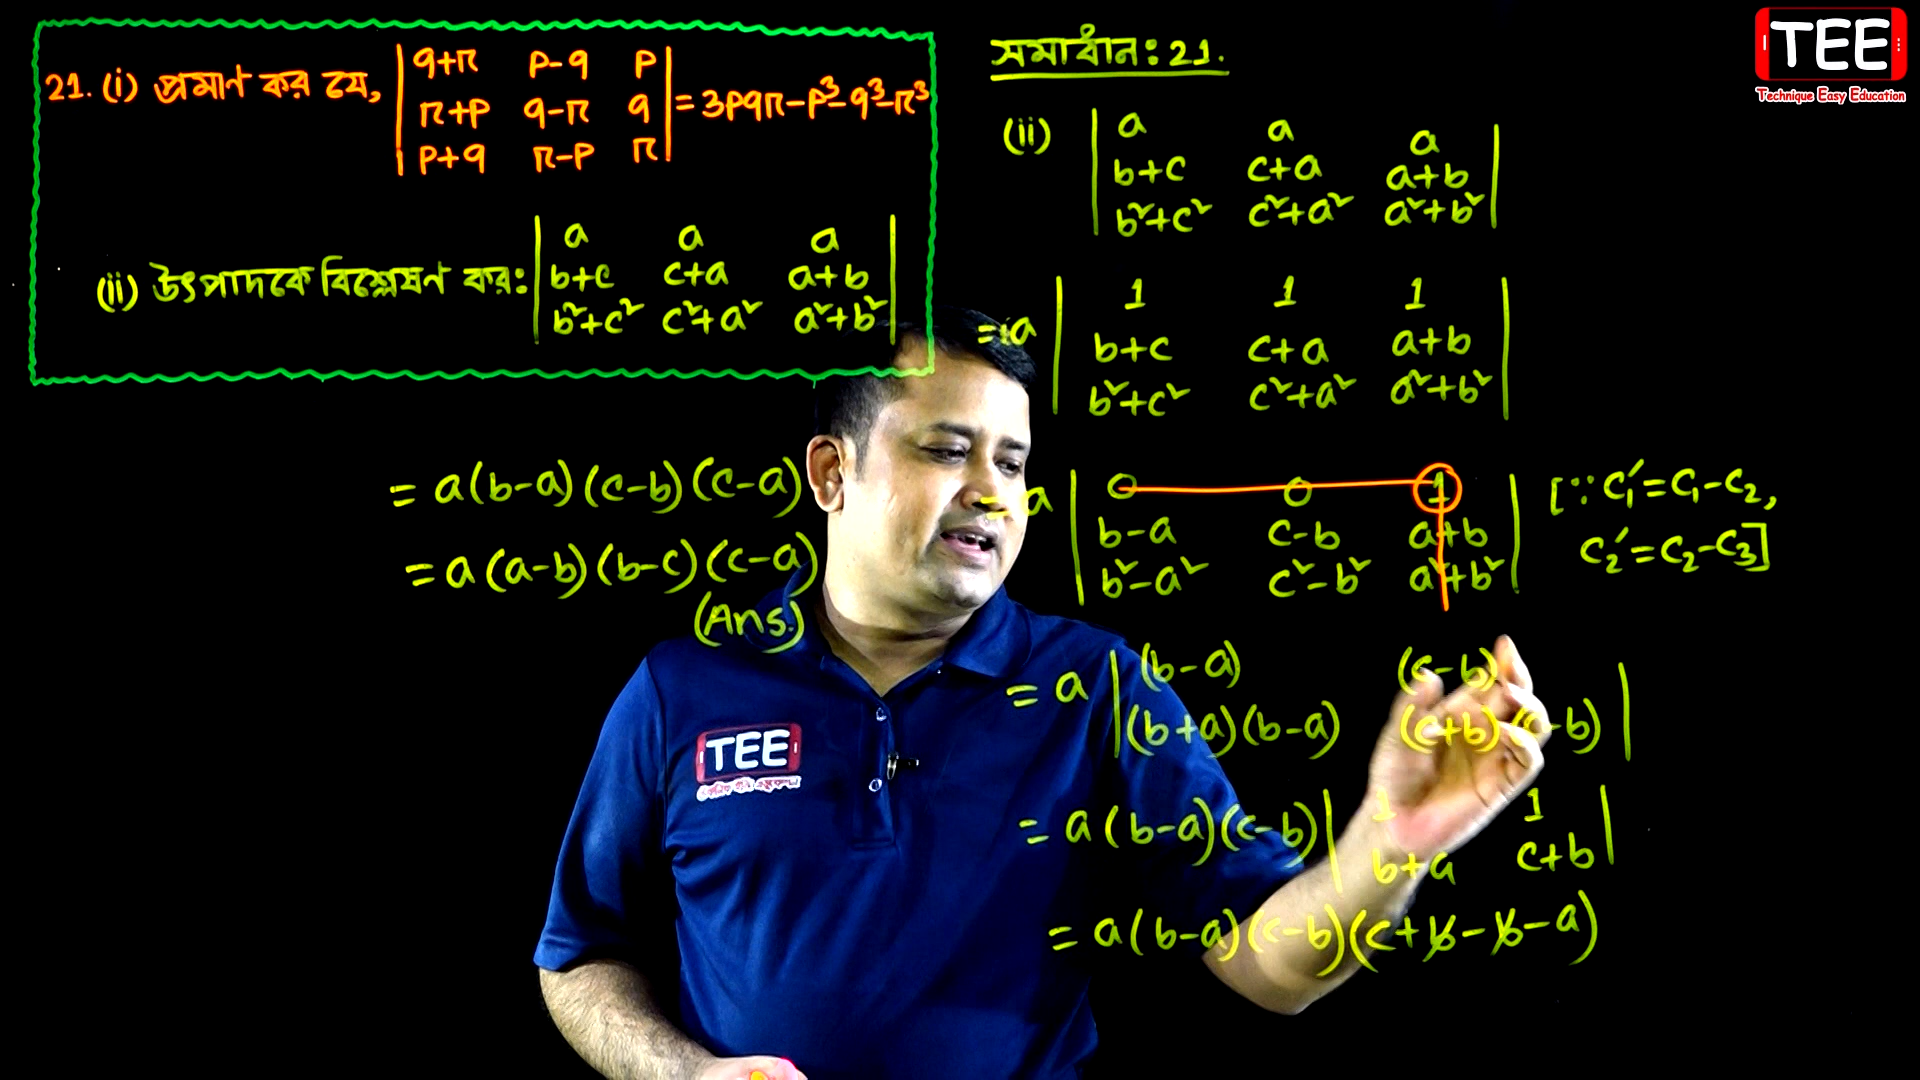 21. (i) প্রমাণ কর যে, | q+r p-q p |
| r+p q-r q | = 3pqr-p³-q³-r³
| p+q r-p r |
(ii) উৎপাদকে বিশ্লেষণ কর: | a a a |
| b+c c+a a+b |
| b²+c² c²+a² a²+b² |
সমাধান: 21.
(ii) | a a a |
| b+c c+a a+b |
| b²+c² c²+a² a²+b² |
= a | 1 1 1 |
| b+c c+a a+b |
| b²+c² c²+a² a²+b² |
= a | 0 0 1 | [∵ c₁′=c₁-c₂,
| b-a c-b a+b | c₂′=c₂-c₃]
| b²-a² c²-b² a²+b² |
= a | (b-a) (c-b) |
| (b+a)(b-a) (c+b)(c-b) |
= a(b-a)(c-b) | 1 1 |
| b+a c+b |
= a(b-a)(c-b)(c+b-b-a)
= a(b-a)(c-b)(c-a)
= a(a-b)(b-c)(c-a)
(Ans.)
TEE
Technique Easy Education
TEE